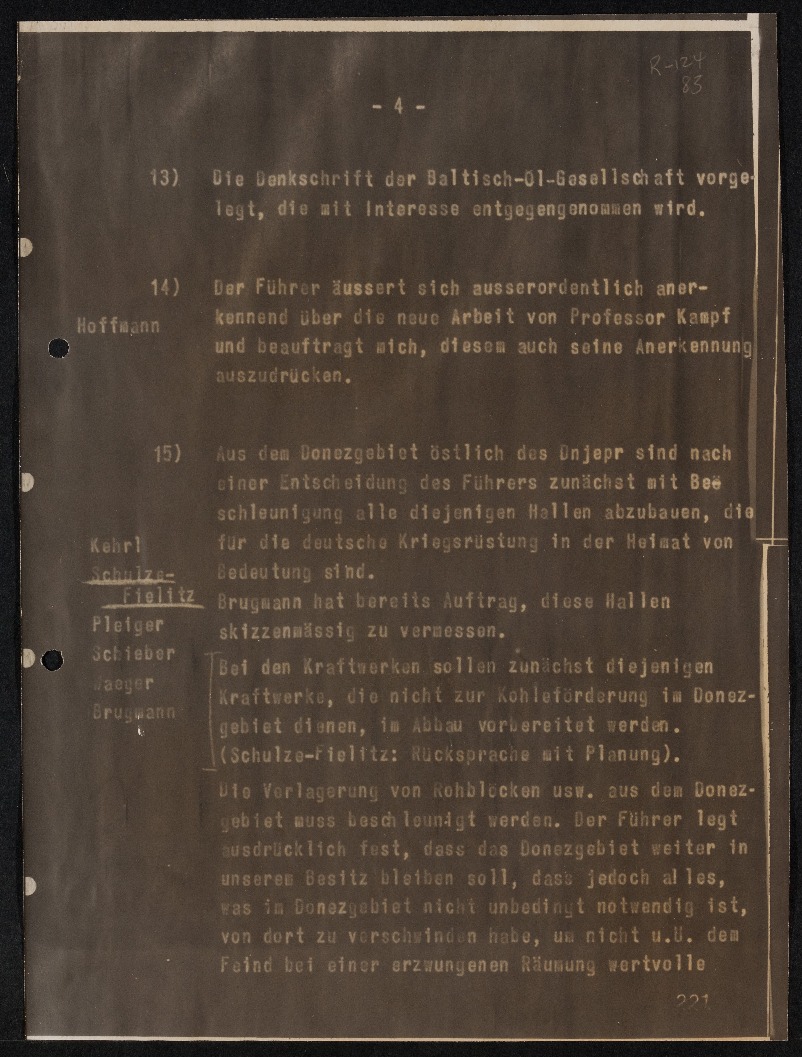 R-124
83
- 4 -
13) Die Denkschrift der Baltisch-Öl-Gesellschaft vorge-
legt, die mit Interesse entgegengenommen wird.
14) Der Führer äussert sich ausserordentlich aner-
Hoffmann
kennend über die neue Arbeit von Professor Kampf
und beauftragt mich, diesem auch seine Anerkennung
auszudrücken.
15) Aus dem Donezgebiet östlich des Dnjepr sind nach
einer Entscheidung des Führers zunächst mit Bee
schleunigung alle diejenigen Hallen abzubauen, die
Kehrl
für die deutsche Kriegsrüstung in der Heimat von
Schulze-
Bedeutung sind.
Fielitz
Brugmann hat bereits Auftrag, diese Hallen
Pleiger
skizzenmässig zu vermessen.
Schieber
Bei den Kraftwerken sollen zunächst diejenigen
Waeger
Kraftwerke, die nicht zur Kohleförderung im Donez-
Brugmann
gebiet dienen, im Abbau vorbereitet werden.
(Schulze-Fielitz: Rücksprache mit Planung).
Die Verlagerung von Rohblöcken usw. aus dem Donez-
gebiet muss beschleunigt werden. Der Führer legt
ausdrücklich fest, dass das Donezgebiet weiter in
unserem Besitz bleiben soll, dass jedoch alles,
was im Donezgebiet nicht unbedingt notwendig ist,
von dort zu verschwinden habe, um nicht u.U. dem
Feind bei einer erzwungenen Räumung wertvolle
221